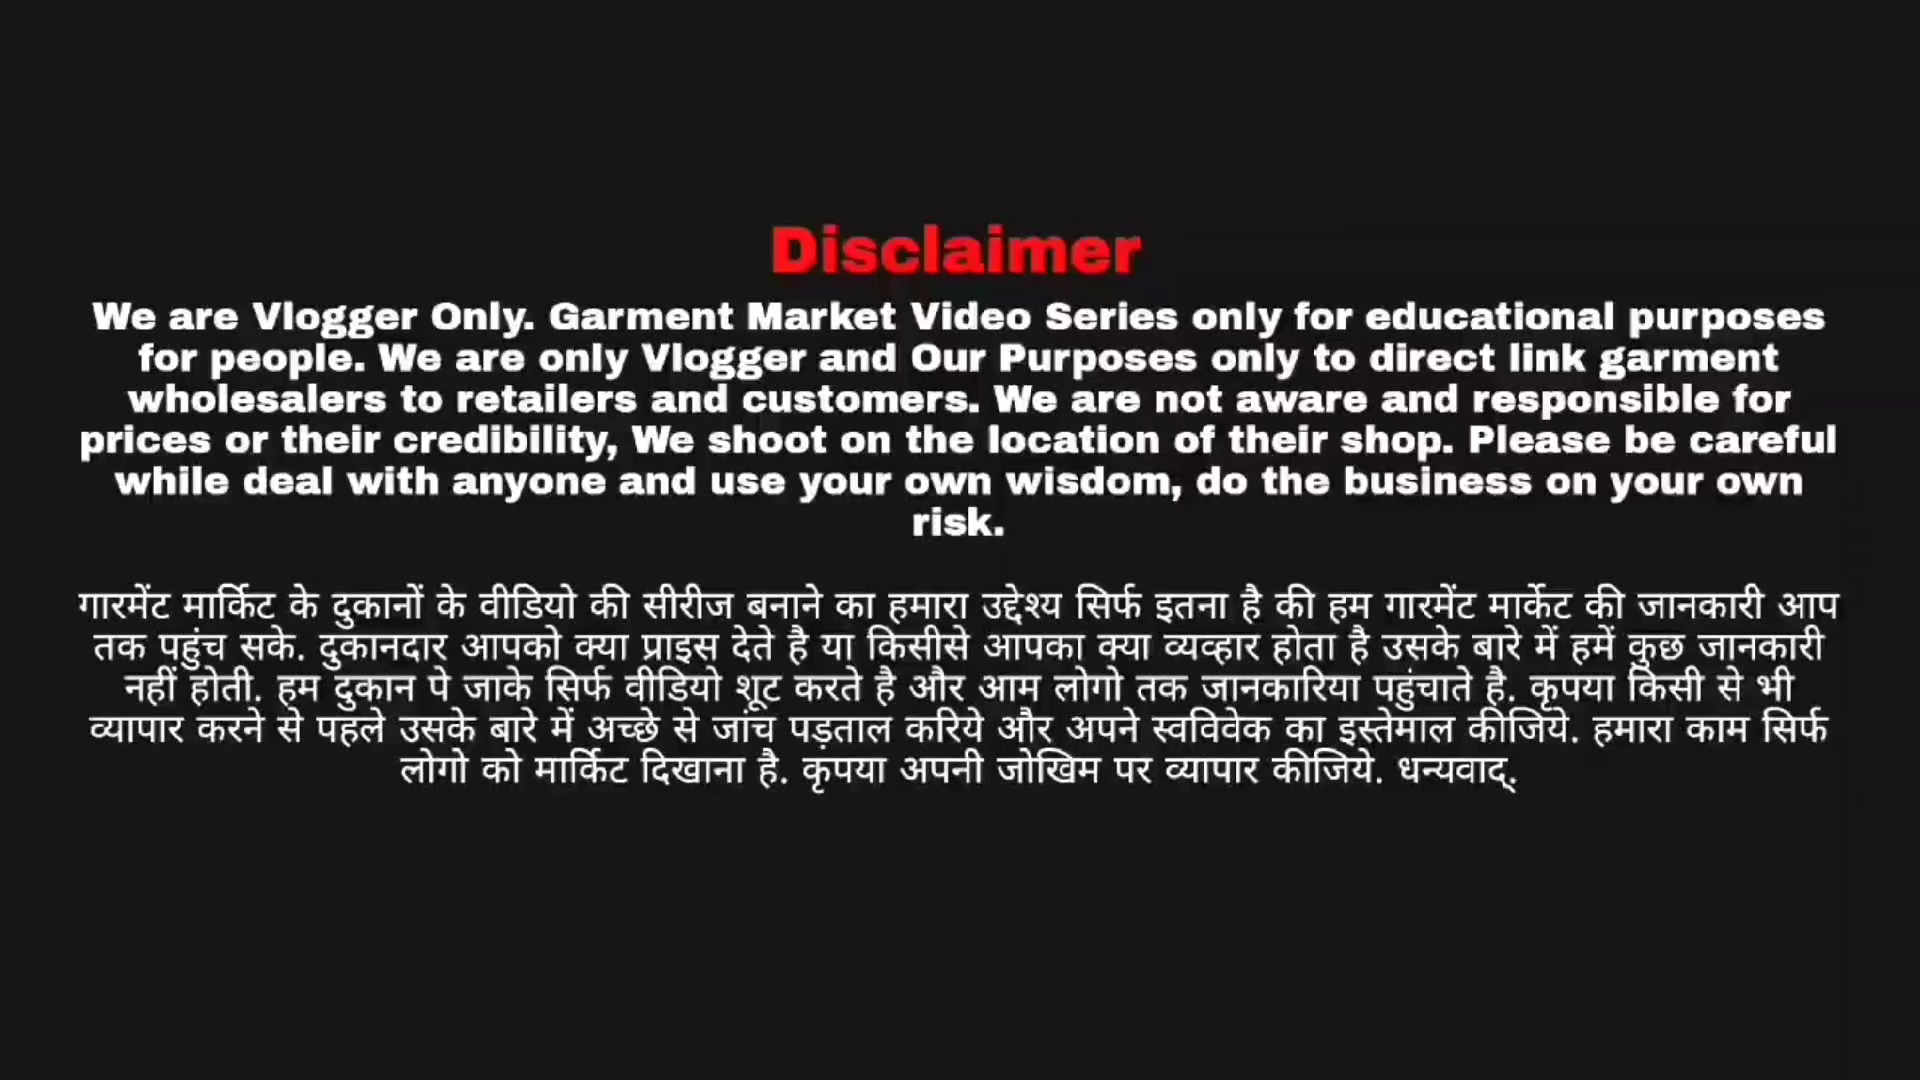 Disclaimer
We are Vlogger Only. Garment Market Video Series only for educational purposes
for people. We are only Vlogger and Our Purposes only to direct link garment
wholesalers to retailers and customers. We are not aware and responsible for
prices or their credibility, We shoot on the location of their shop. Please be careful
while deal with anyone and use your own wisdom, do the business on your own
risk.
गारमेंट मार्किट के दुकानों के वीडियो की सीरीज बनाने का हमारा उद्देश्य सिर्फ इतना है की हम गारमेंट मार्केट की जानकारी आप
तक पहुंच सके. दुकानदार आपको क्या प्राइस देते है या किसीसे आपका क्या व्यव्हार होता है उसके बारे में हमें कुछ जानकारी
नहीं होती. हम दुकान पे जाके सिर्फ वीडियो शूट करते है और आम लोगो तक जानकारिया पहुंचाते है. कृपया किसी से भी
व्यापार करने से पहले उसके बारे में अच्छे से जांच पड़ताल करिये और अपने स्वविवेक का इस्तेमाल कीजिये. हमारा काम सिर्फ
लोगो को मार्किट दिखाना है. कृपया अपनी जोखिम पर व्यापार कीजिये. धन्यवाद्.